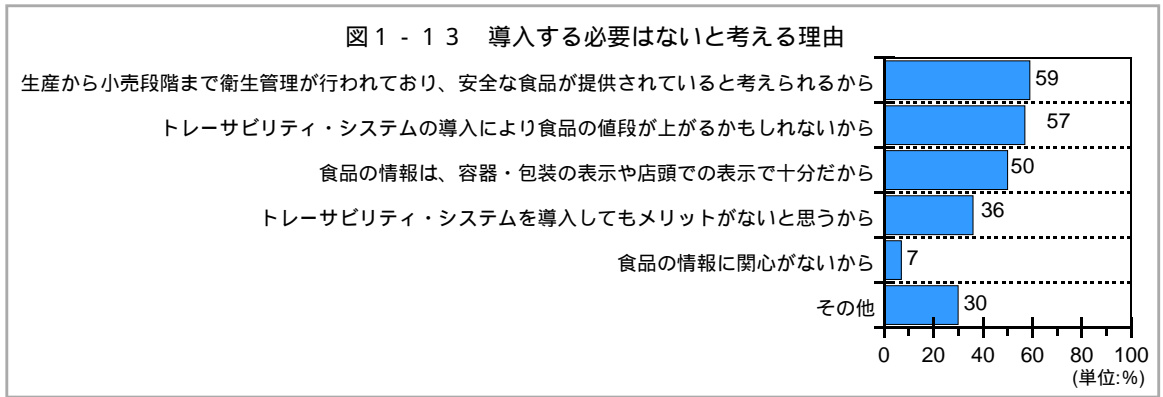 図1-13 導入する必要はないと考える理由
生産から小売段階まで衛生管理が行われており、安全な食品が提供されていると考えられるから 59
トレーサビリティ・システムの導入により食品の値段が上がるかもしれないから 57
食品の情報は、容器・包装の表示や店頭での表示で十分だから 50
トレーサビリティ・システムを導入してもメリットがないと思うから 36
食品の情報に関心がないから 7
その他 30
0 20 40 60 80 100
(単位:%)